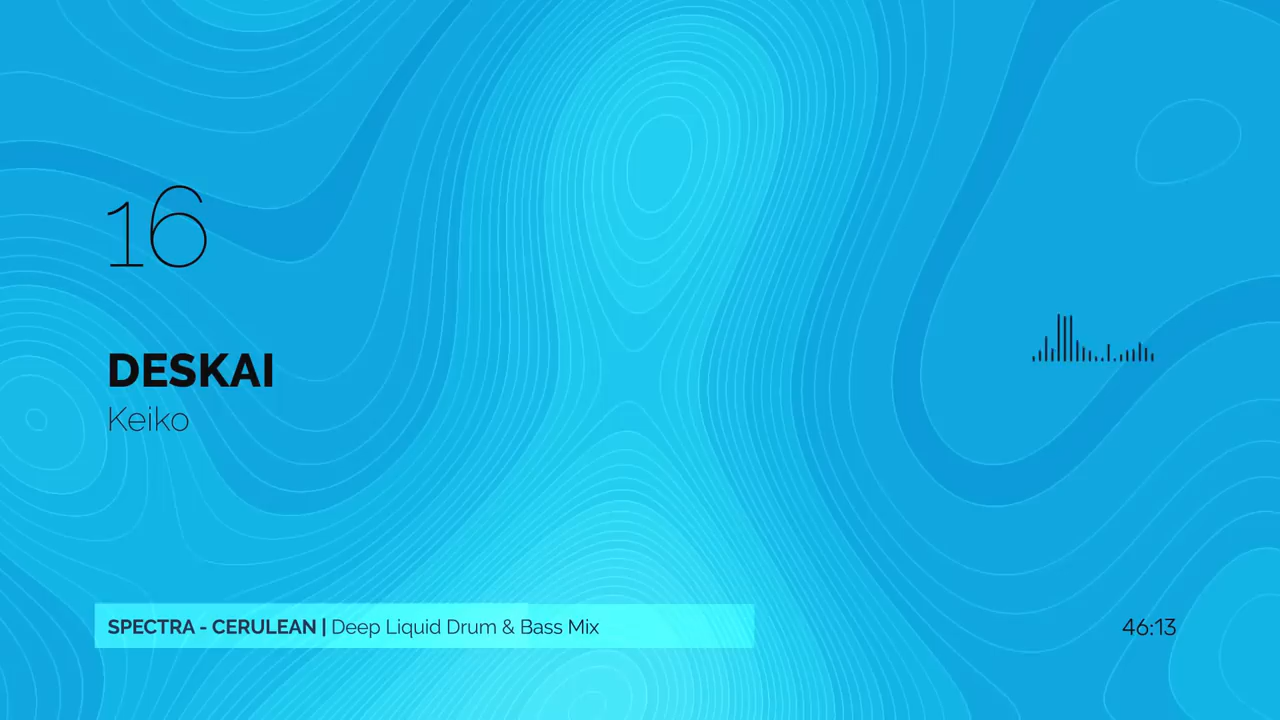 16
DESKAI
Keiko
SPECTRA - CERULEAN | Deep Liquid Drum & Bass Mix
46:13